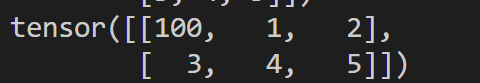 tensor([[100,   1,   2],
        [  3,   4,   5]])